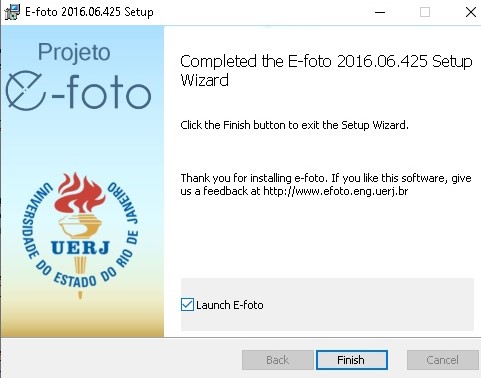 E-foto 2016.06.425 Setup
Projeto
e-foto
UNIVERSIDADE DO ESTADO DO RIO DE JANEIRO
UERJ
Completed the E-foto 2016.06.425 Setup
Wizard
Click the Finish button to exit the Setup Wizard.
Thank you for installing e-foto. If you like this software, give
us a feedback at http://www.efoto.eng.uerj.br
Launch E-foto
Back
Finish
Cancel